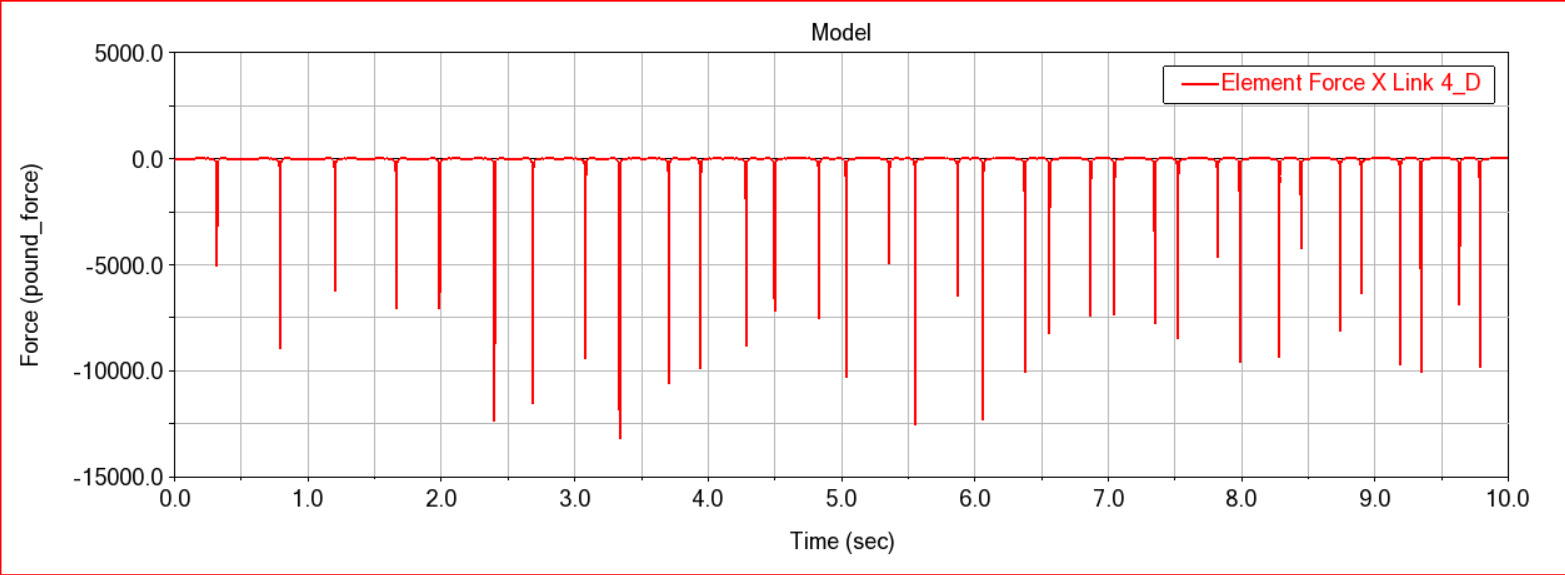 Model
Element Force X Link 4_D
Force (pound_force)
5000.0
0.0
-5000.0
-10000.0
-15000.0
0.0 1.0 2.0 3.0 4.0 5.0 6.0 7.0 8.0 9.0 10.0
Time (sec)